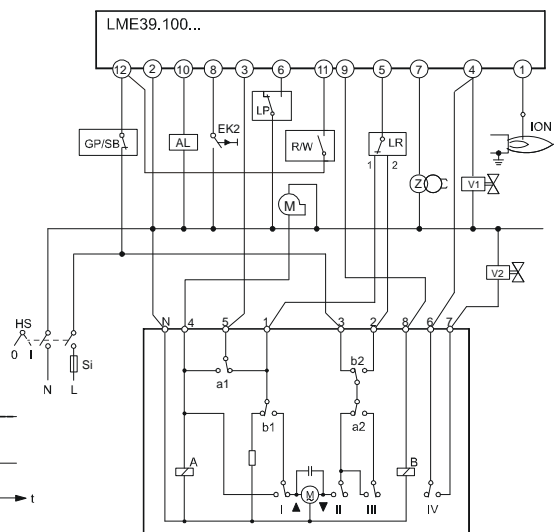 LME39.100...
12 2 10 8 3 6 11 9 5 7 4 1
LP
EK2
ION
GP/SB
AL
R/W
LR
1 2
M
Z
V1
V2
HS
0 I
Si
N L
N 4 5 1 3 2 8 6 7
a1
b2
b1
a2
A
B
M
I II III IV
t